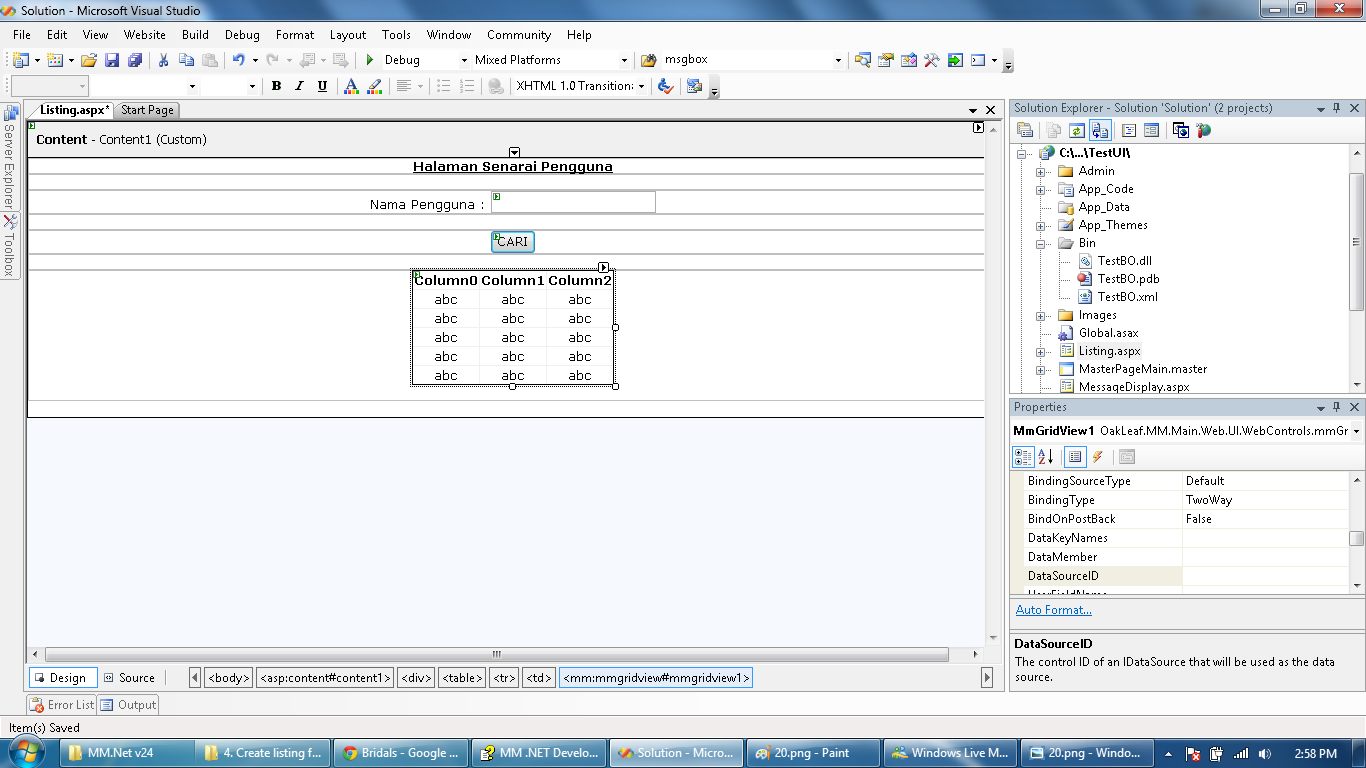 Solution - Microsoft Visual Studio
File Edit View Website Build Debug Format Layout Tools Window Community Help
Debug Mixed Platforms msgbox
B I U A XHTML 1.0 Transition:
Server Explorer
Toolbox
Listing.aspx* Start Page
Content - Content1 (Custom)
Halaman Senarai Pengguna
Nama Pengguna :
CARI
Column0 Column1 Column2
abc abc abc
abc abc abc
abc abc abc
abc abc abc
abc abc abc
Design Source <body> <asp:content#content1> <div> <table> <tr> <td> <mm:mmgridview#mmgridview1>
Error List Output
Item(s) Saved
Solution Explorer - Solution 'Solution' (2 projects)
C:\...\TestUI\
Admin
App_Code
App_Data
App_Themes
Bin
TestBO.dll
TestBO.pdb
TestBO.xml
Images
Global.asax
Listing.aspx
MasterPageMain.master
MessageDisplay.aspx
Properties
MmGridView1 OakLeaf.MM.Main.Web.UI.WebControls.mmGr
BindingSourceType Default
BindingType TwoWay
BindOnPostBack False
DataKeyNames
DataMember
DataSourceID
Auto Format...
DataSourceID
The control ID of an IDataSource that will be used as the data
source.
MM.Net v24 4. Create listing f... Bridals - Google ... MM .NET Develo... Solution - Micro... 20.png - Paint Windows Live M... 20.png - Windo... 2:58 PM